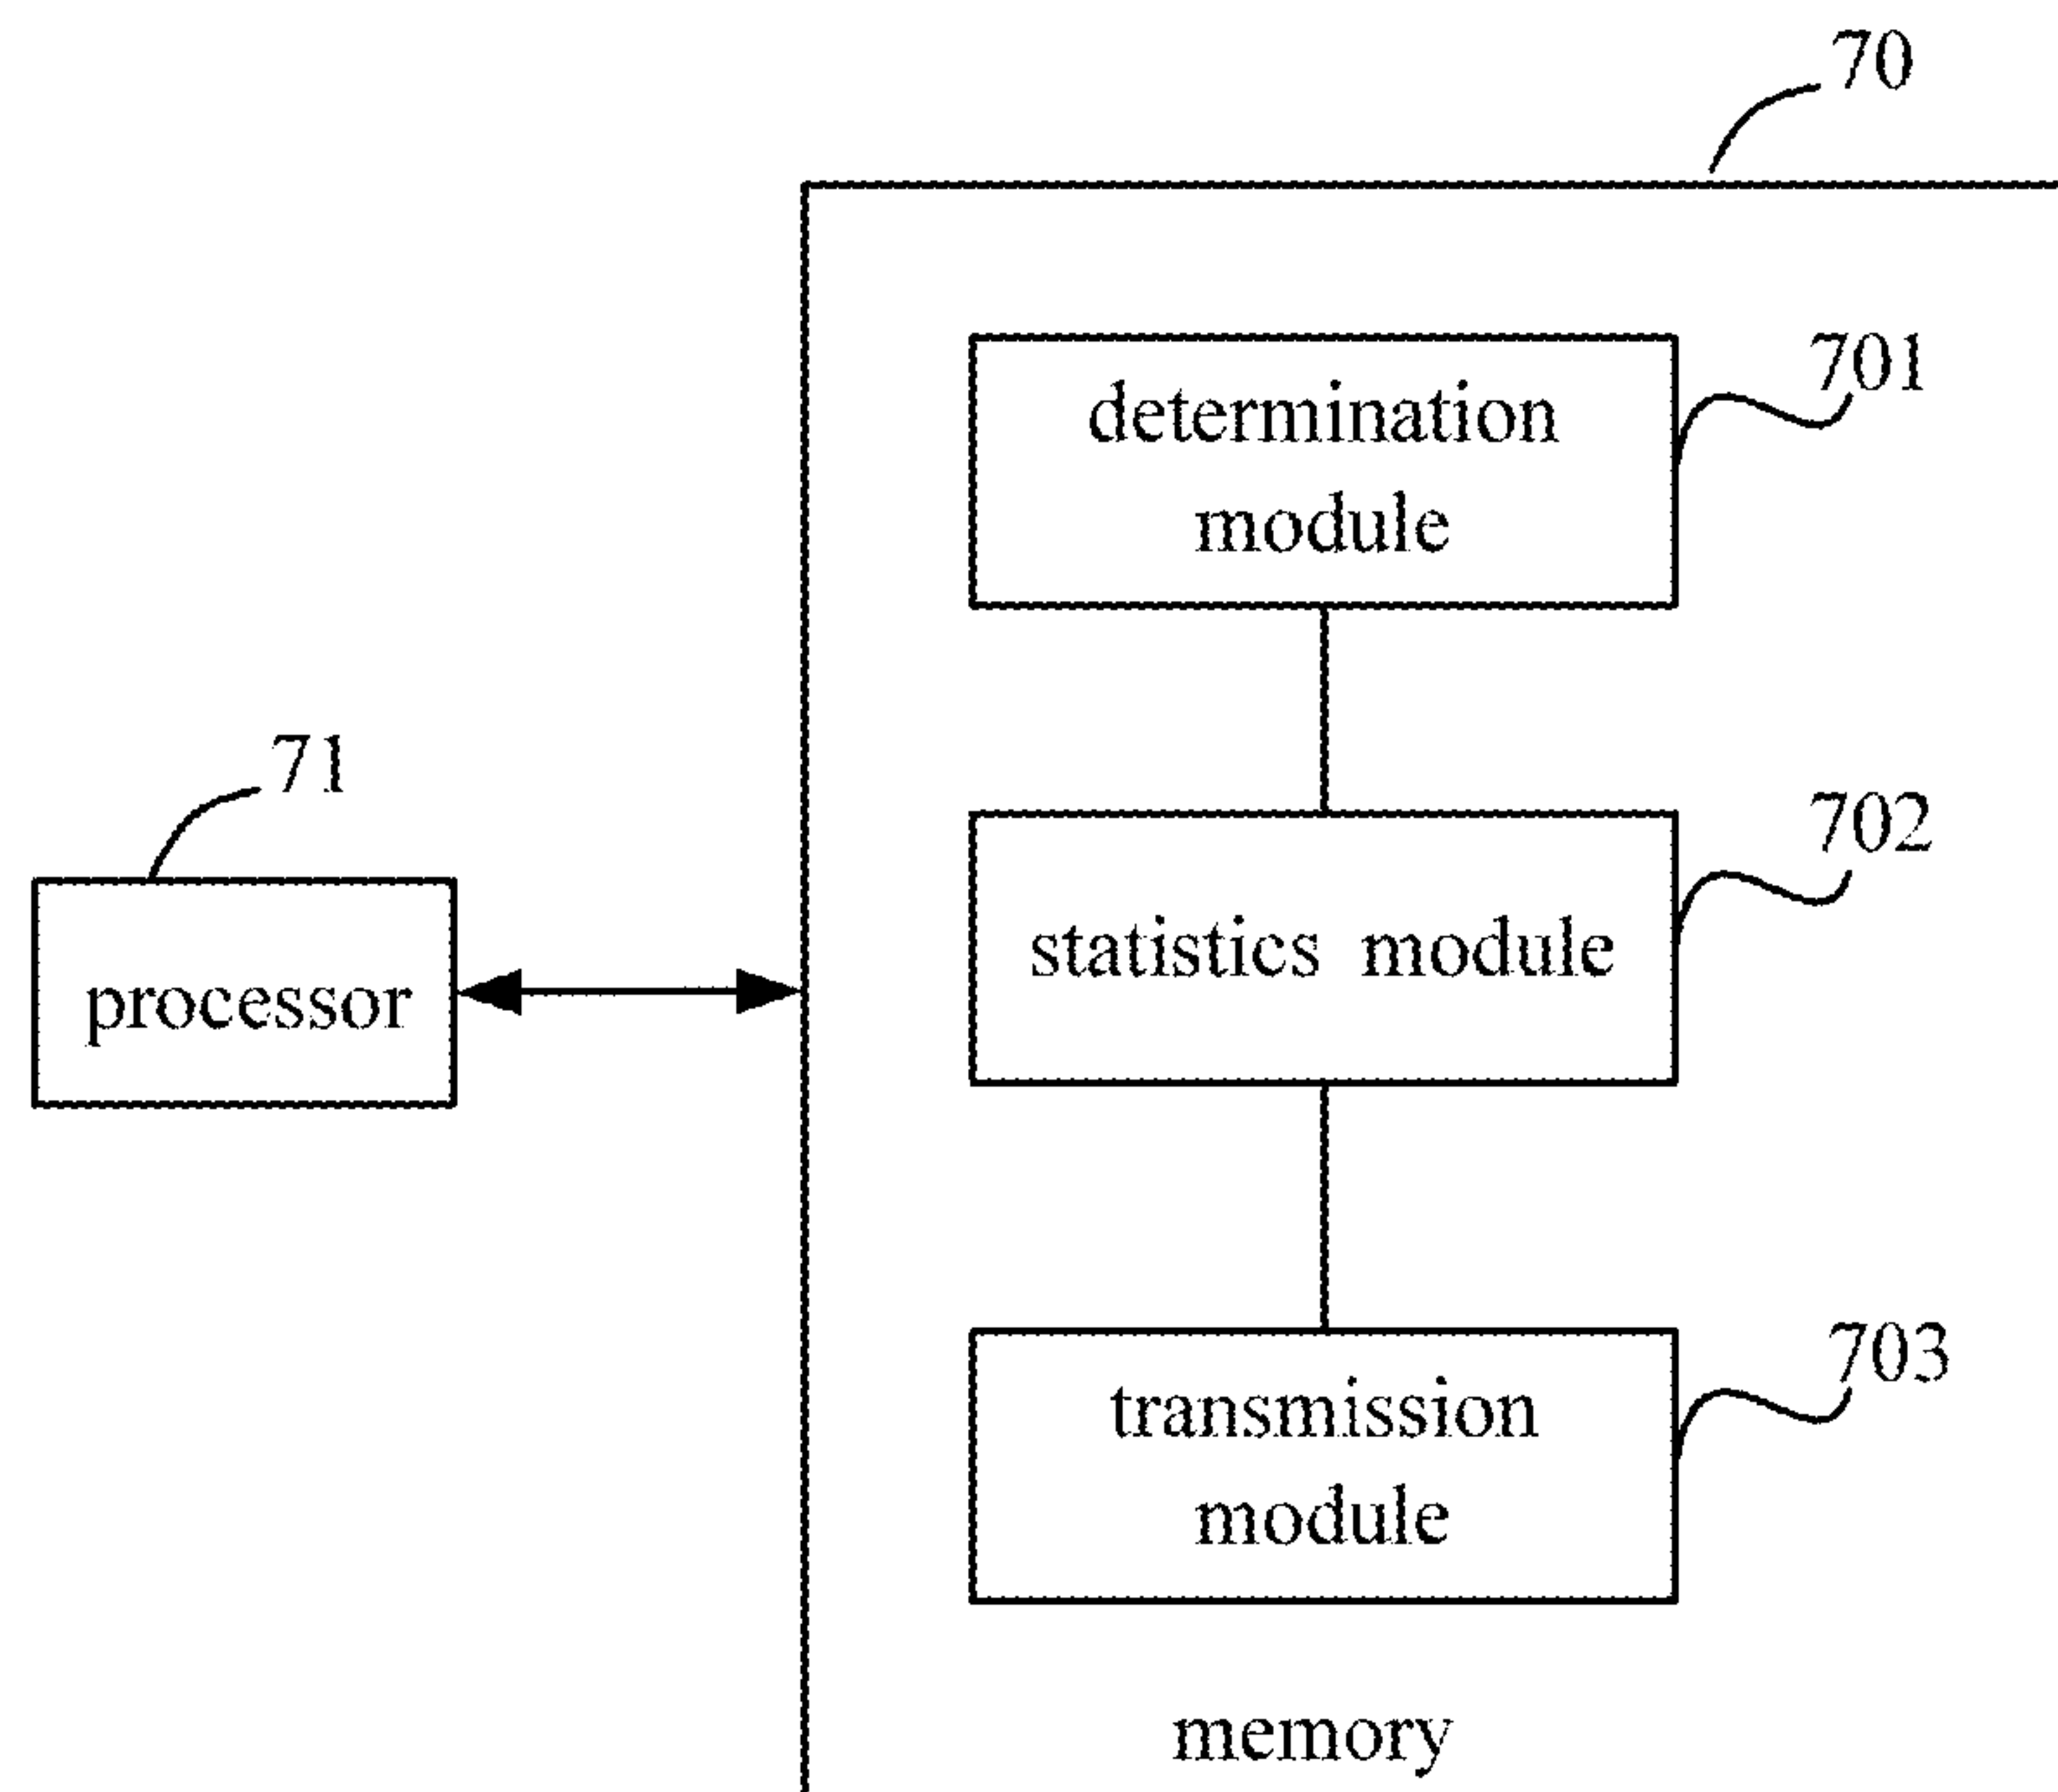 70
determination
module
701
71
processor
statistics module
702
transmission
module
703
memory